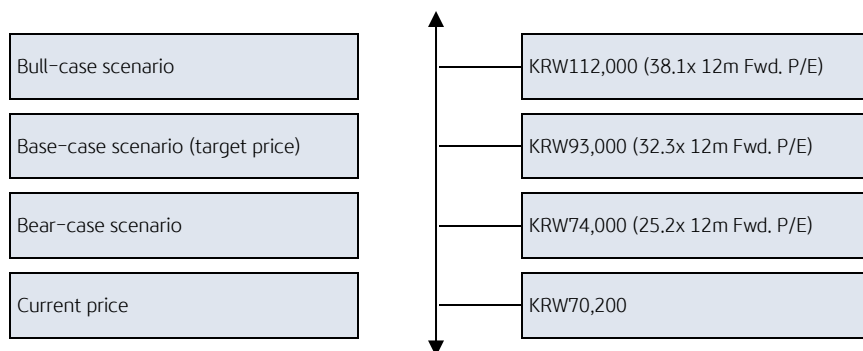 Bull-case scenario
KRW112,000 (38.1x 12m Fwd. P/E)
Base-case scenario (target price)
KRW93,000 (32.3x 12m Fwd. P/E)
Bear-case scenario
KRW74,000 (25.2x 12m Fwd. P/E)
Current price
KRW70,200